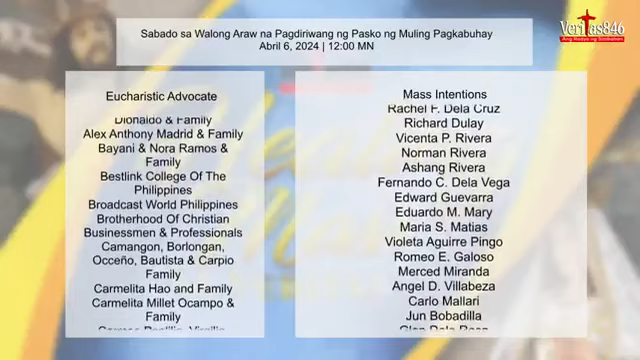 Sabado sa Walong Araw na Pagdiriwang ng Pasko ng Muling Pagkabuhay
Abril 6, 2024 | 12:00 MN
Veritas846
Ang Radyo ng Simbahan
Eucharistic Advocate
Dionaldo & Family
Alex Anthony Madrid & Family
Bayani & Nora Ramos &
Family
Bestlink College Of The
Philippines
Broadcast World Philippines
Brotherhood Of Christian
Businessmen & Professionals
Camangon, Borlongan,
Occeño, Bautista & Carpio
Family
Carmelita Hao and Family
Carmelita Millet Ocampo &
Family
Mass Intentions
Rachel F. Dela Cruz
Richard Dulay
Vicenta P. Rivera
Norman Rivera
Ashang Rivera
Fernando C. Dela Vega
Edward Guevarra
Eduardo M. Mary
Maria S. Matias
Violeta Aguirre Pingo
Romeo E. Galoso
Merced Miranda
Angel D. Villabeza
Carlo Mallari
Jun Bobadilla